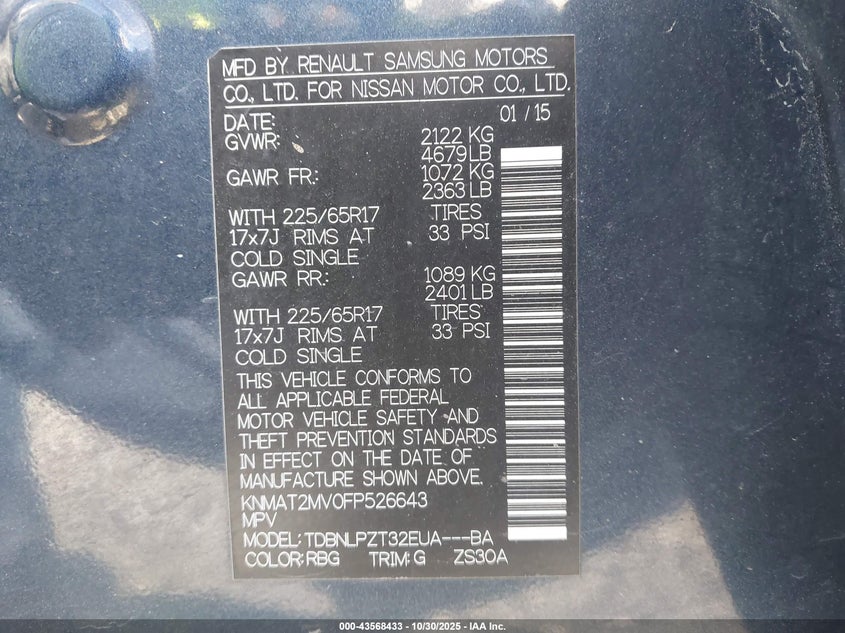 MFD BY RENAULT SAMSUNG MOTORS
CO., LTD. FOR NISSAN MOTOR CO., LTD.
DATE: 01 / 15
GVWR: 2122 KG
4679 LB
GAWR FR.: 1072 KG
2363 LB
WITH 225/65R17 TIRES
17x7J RIMS AT 33 PSI
COLD SINGLE
GAWR RR.: 1089 KG
2401 LB
WITH 225/65R17 TIRES
17x7J RIMS AT 33 PSI
COLD SINGLE
THIS VEHICLE CONFORMS TO
ALL APPLICABLE FEDERAL
MOTOR VEHICLE SAFETY AND
THEFT PREVENTION STANDARDS
IN EFFECT ON THE DATE OF
MANUFACTURE SHOWN ABOVE.
KNMAT2MV0FP526643
MPV
MODEL: TDBNLPZT32EUA---BA
COLOR: RBG TRIM: G ZS30A
000-43568433 - 10/30/2025 - IAA Inc.